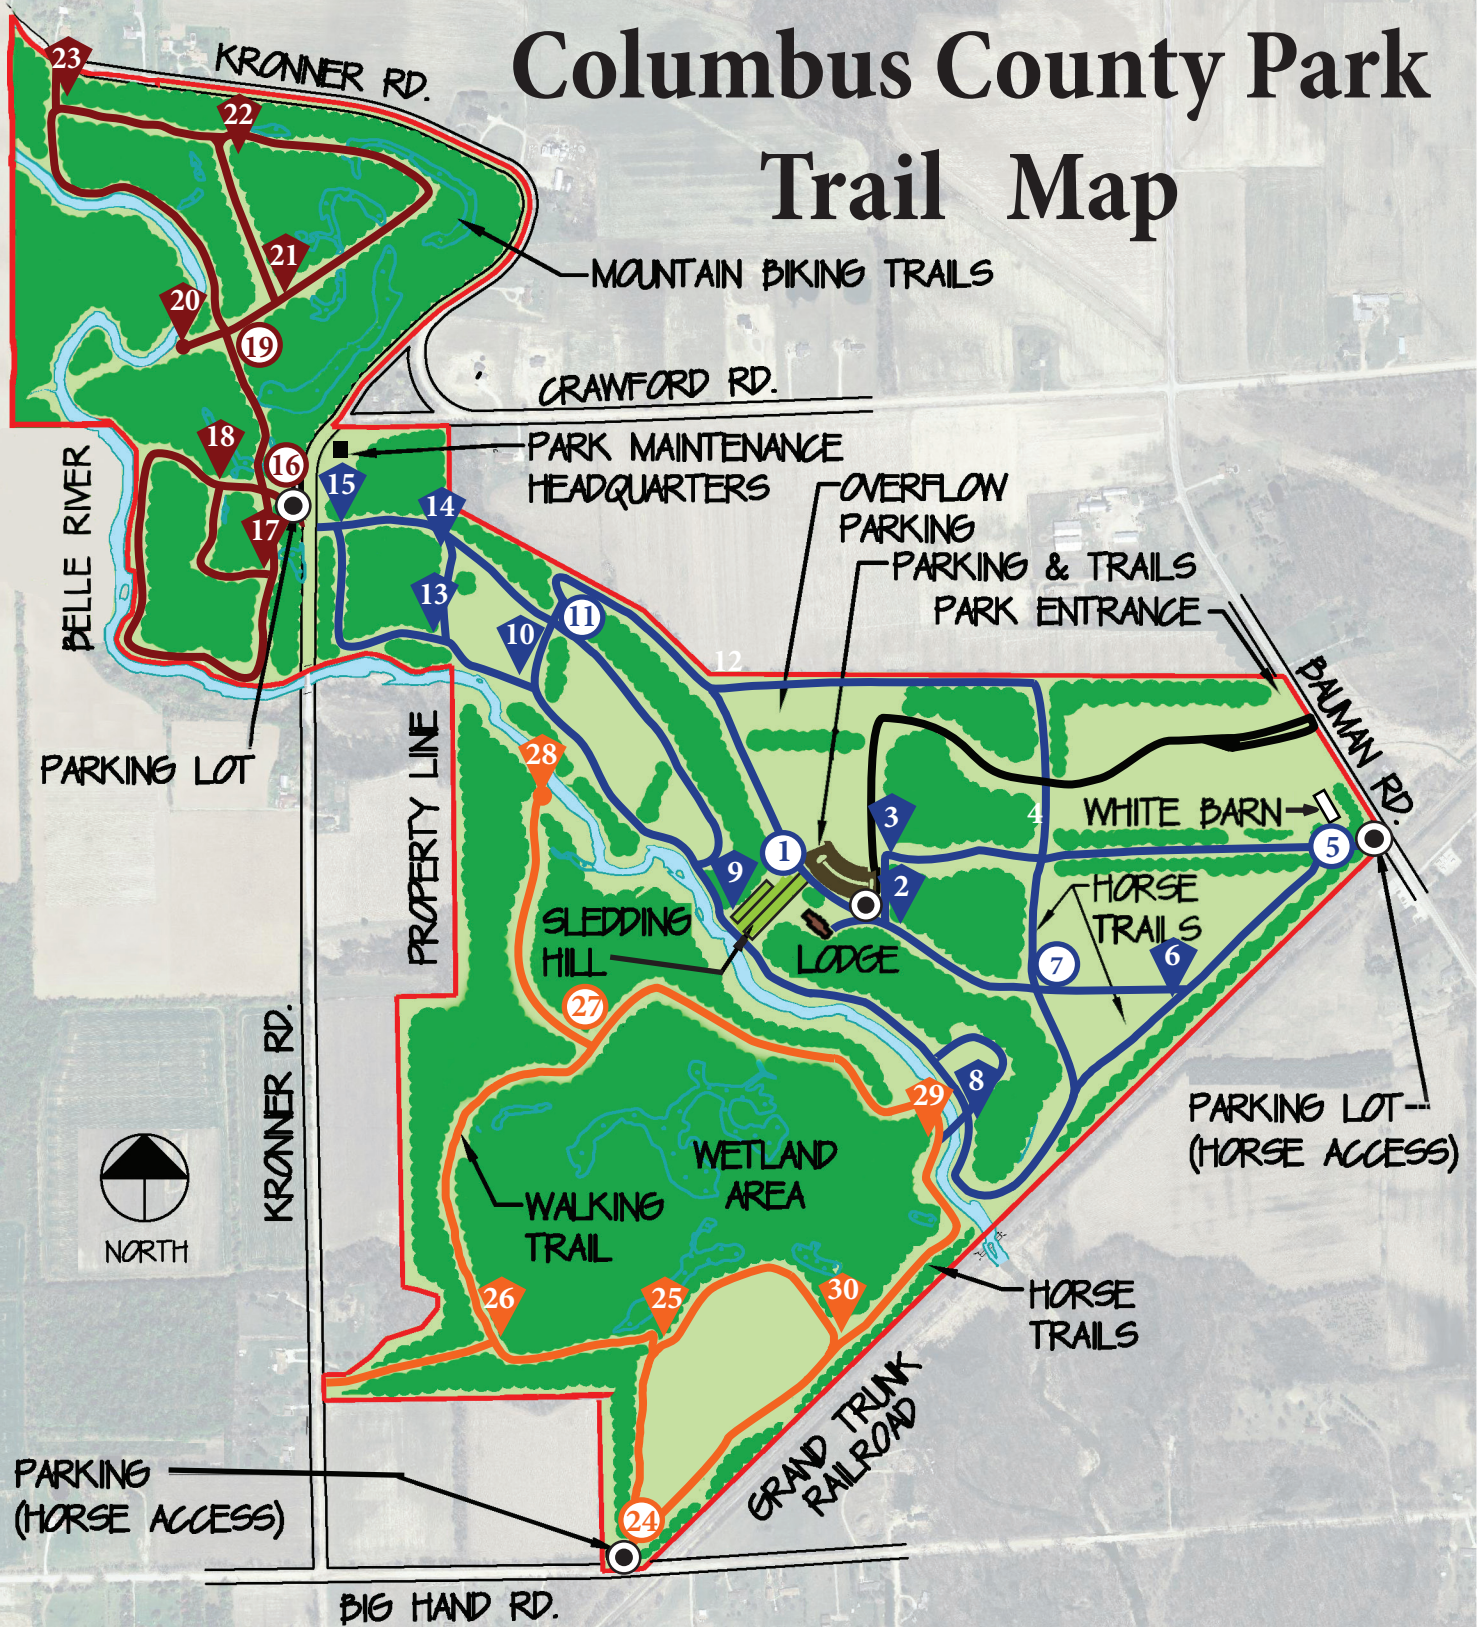 Columbus County Park
Trail Map
KRONNER RD.
23
22
21
20
19
MOUNTAIN BIKING TRAILS
CRAWFORD RD.
PARK MAINTENANCE
HEADQUARTERS
18
16
15
14
17
OVERFLOW
PARKING
PARKING & TRAILS
PARK ENTRANCE
BELLE RIVER
13
10
11
12
BAUMAN RD.
PARKING LOT
PROPERTY LINE
28
3
4
WHITE BARN
5
1
9
2
HORSE
TRAILS
SLEDDING
HILL
LODGE
7
6
27
KRONNER RD.
8
29
PARKING LOT
(HORSE ACCESS)
WETLAND
AREA
WALKING
TRAIL
NORTH
26
25
30
HORSE
TRAILS
GRAND TRUNK
RAILROAD
PARKING
(HORSE ACCESS)
24
BIG HAND RD.